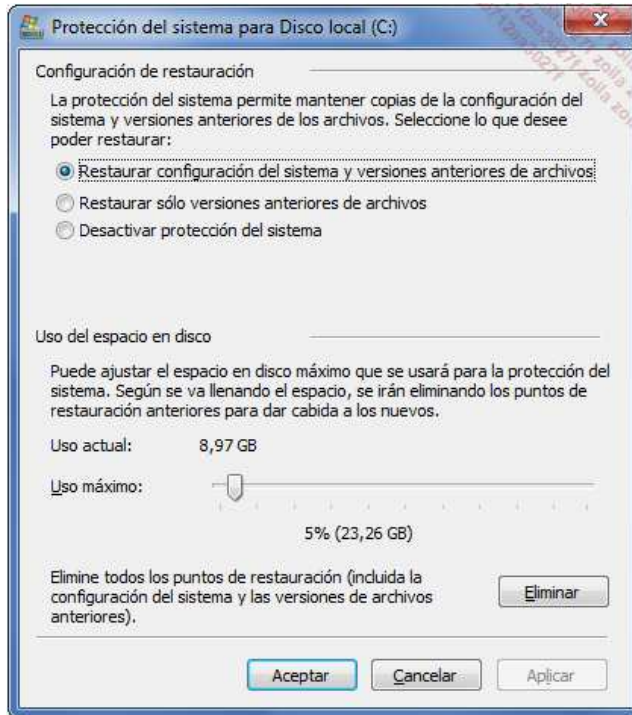 Protección del sistema para Disco local (C:)
Configuración de restauración
La protección del sistema permite mantener copias de la configuración del
sistema y versiones anteriores de los archivos. Seleccione lo que desee
poder restaurar:
Restaurar configuración del sistema y versiones anteriores de archivos
Restaurar sólo versiones anteriores de archivos
Desactivar protección del sistema
Uso del espacio en disco
Puede ajustar el espacio en disco máximo que se usará para la protección del
sistema. Según se va llenando el espacio, se irán eliminando los puntos de
restauración anteriores para dar cabida a los nuevos.
Uso actual: 8,97 GB
Uso máximo:
5% (23,26 GB)
Elimine todos los puntos de restauración (incluida la
configuración del sistema y las versiones de archivos
anteriores).
Eliminar
Aceptar
Cancelar
Aplicar